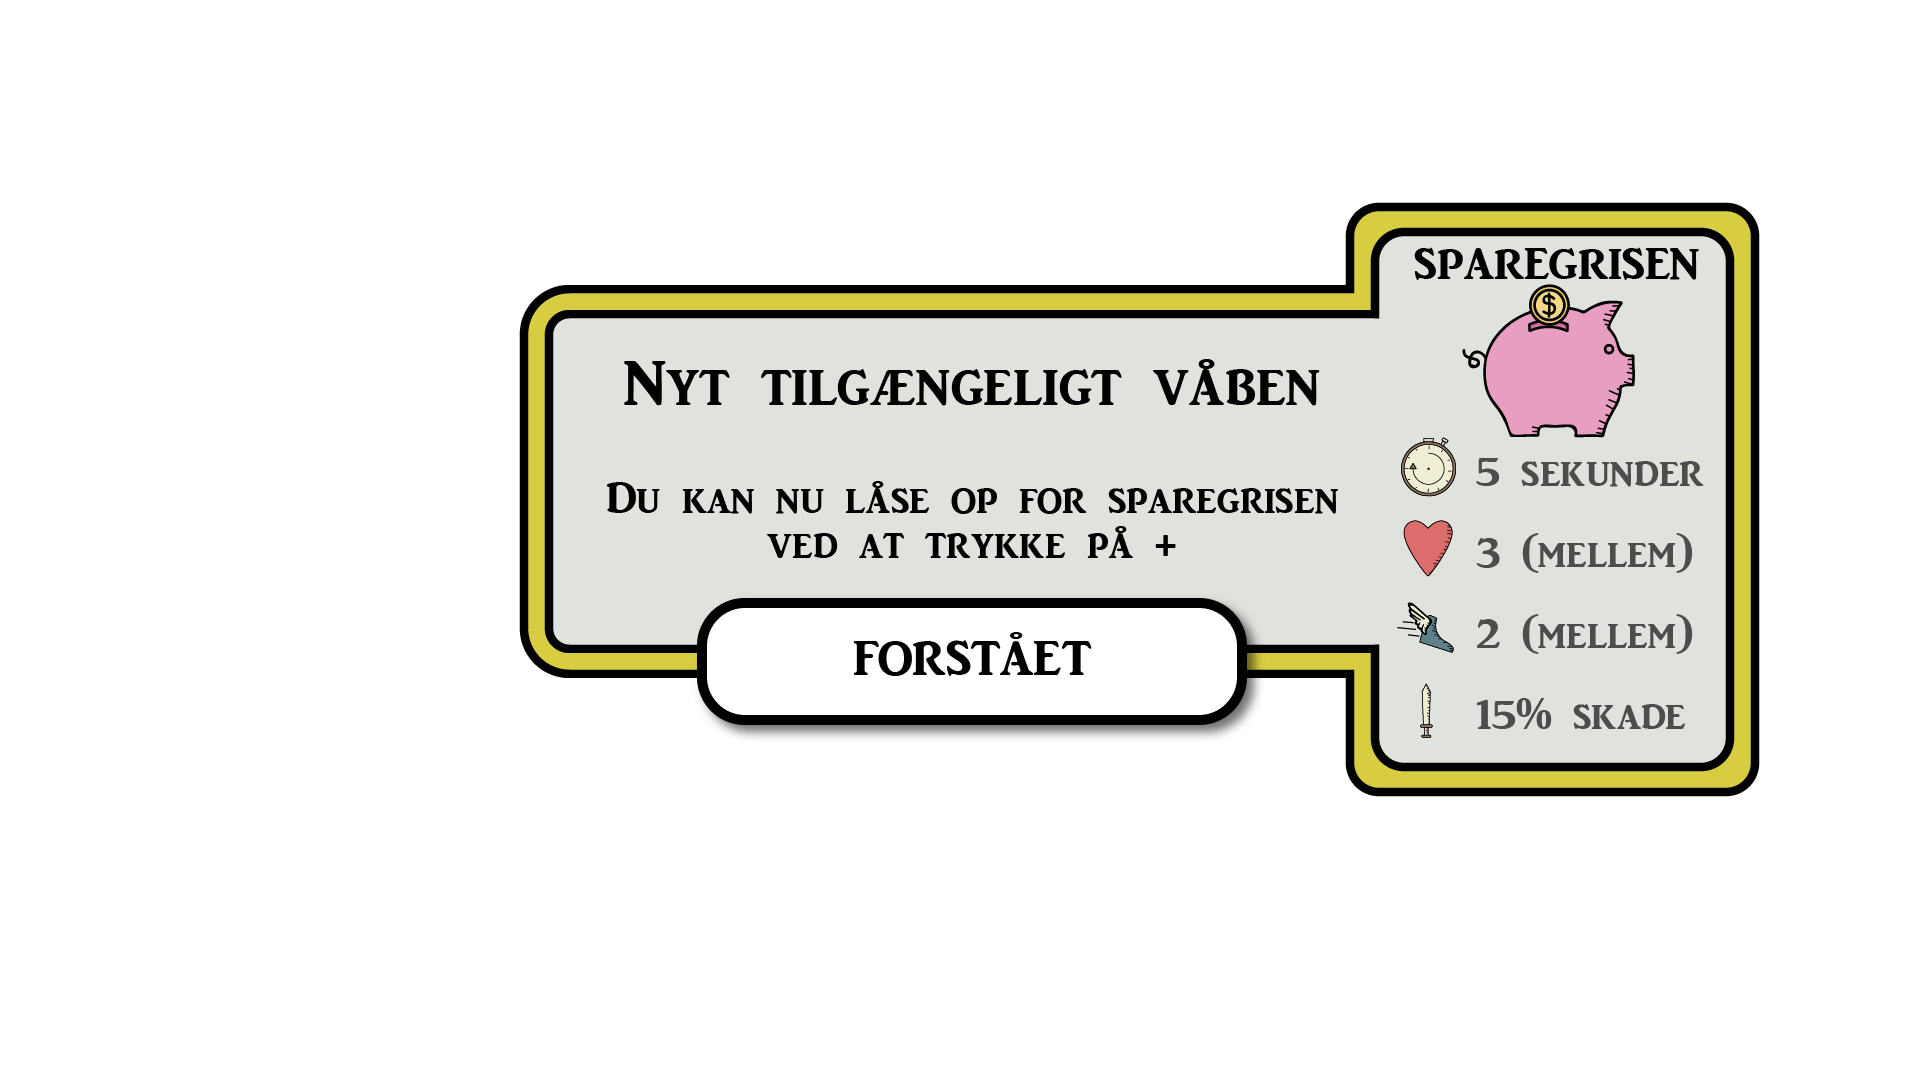 Nyt tilgængeligt våben
Du kan nu låse op for sparegrisen
ved at trykke på +
FORSTÅET
SPAREGRISEN
$
5 sekunder
3 (mellem)
2 (mellem)
15% skade